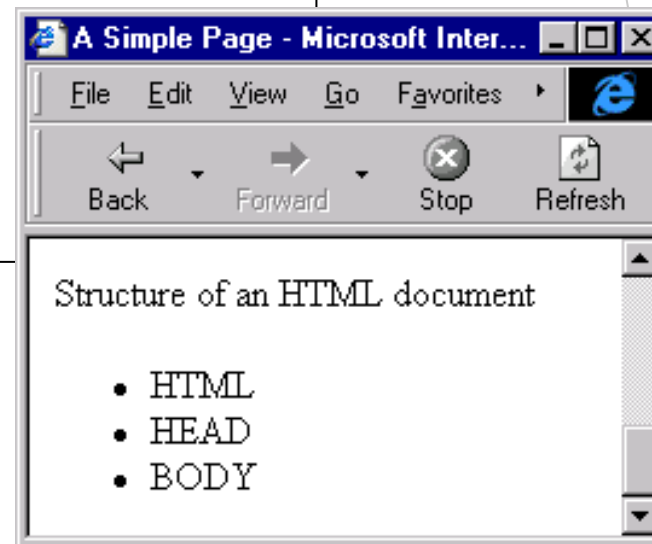 A Simple Page - Microsoft Inter...
File Edit View Go Favorites
Back Forward Stop Refresh
Structure of an HTML document
• HTML
• HEAD
• BODY